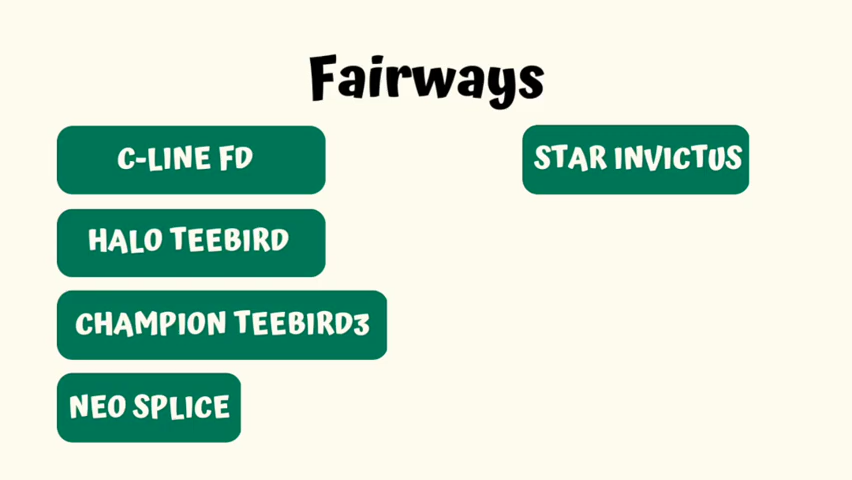 Fairways
C-LINE FD
HALO TEEBIRD
CHAMPION TEEBIRD3
NEO SPLICE
STAR INVICTUS